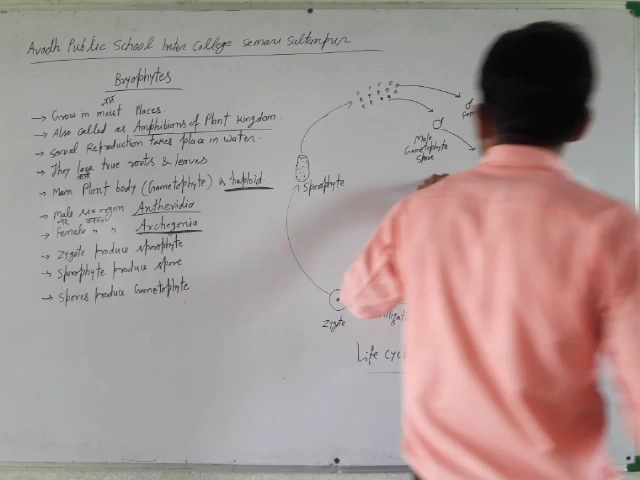 Avadh Public School Inter College Semari Sultanpur
Bryophytes
→ Grow in moist Places.
→ Also called as Amphibians of Plant Kingdom.
→ Sexual Reproduction takes place in water.
→ They lack true roots & leaves
→ Main Plant body (Gametophyte) is haploid
→ Male sex organ Antheridia
→ Female " " Archegonia
→ Zygote produce sporophyte
→ Sporophyte produce spore
→ Spores produce Gametophyte
Male
Gametophyte
Spore
Sporophyte
Zygote
Life